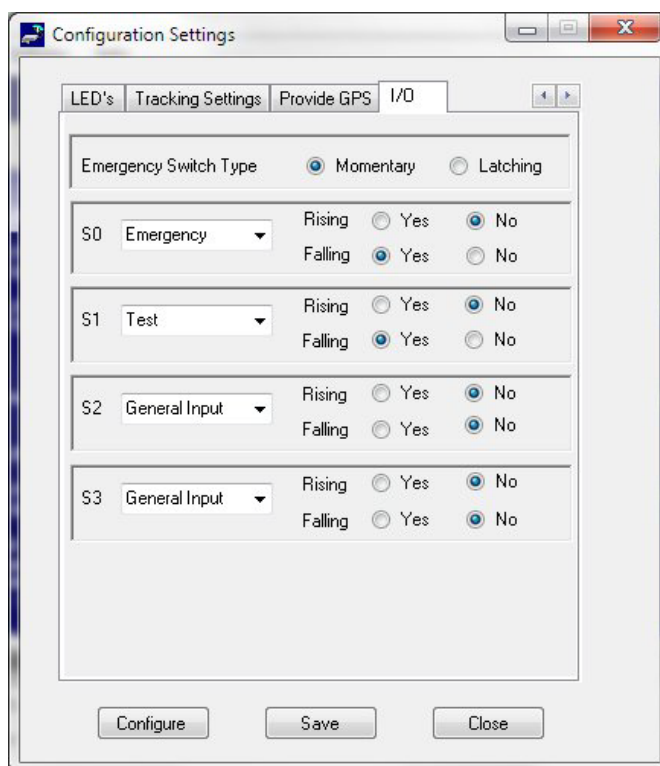 Configuration Settings
LED's Tracking Settings Provide GPS I/O
Emergency Switch Type Momentary Latching
S0 Emergency Rising Yes No
Falling Yes No
S1 Test Rising Yes No
Falling Yes No
S2 General Input Rising Yes No
Falling Yes No
S3 General Input Rising Yes No
Falling Yes No
Configure Save Close